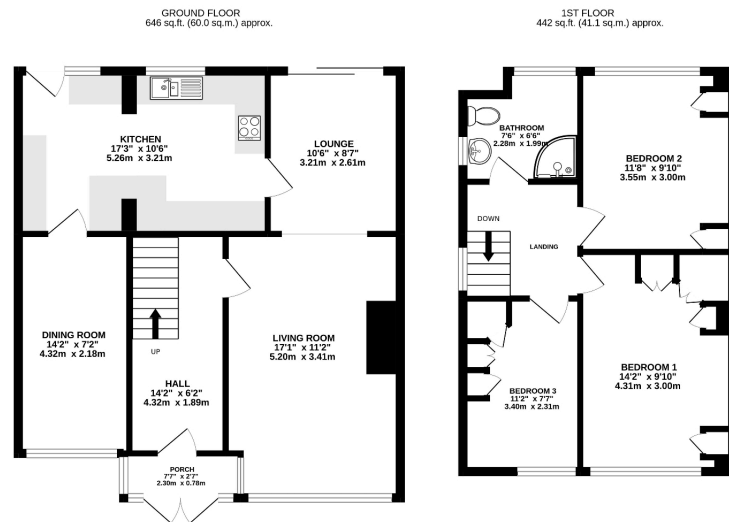 GROUND FLOOR
646 sq.ft. (60.0 sq.m.) approx.
1ST FLOOR
442 sq.ft. (41.1 sq.m.) approx.
KITCHEN
17'3" x 10'6"
5.26m x 3.21m
LOUNGE
10'6" x 8'7"
3.21m x 2.61m
DINING ROOM
14'2" x 7'2"
4.32m x 2.18m
UP
HALL
14'2" x 6'2"
4.32m x 1.89m
LIVING ROOM
17'1" x 11'2"
5.20m x 3.41m
PORCH
7'7" x 2'7"
2.30m x 0.78m
BATHROOM
7'6" x 6'6"
2.28m x 1.99m
BEDROOM 2
11'8" x 9'10"
3.55m x 3.00m
DOWN
LANDING
BEDROOM 1
14'2" x 9'10"
4.31m x 3.00m
BEDROOM 3
11'2" x 7'7"
3.40m x 2.31m